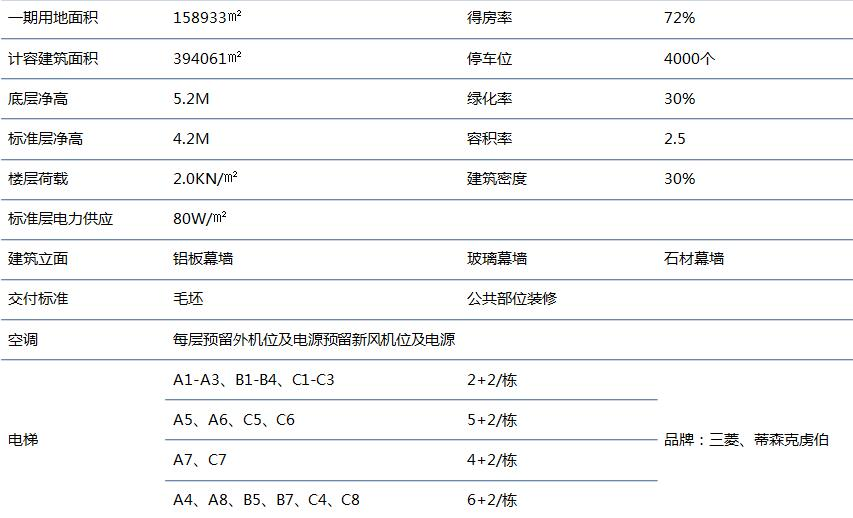 一期用地面积 158933㎡ 得房率 72%
计容建筑面积 394061㎡ 停车位 4000个
底层净高 5.2M 绿化率 30%
标准层净高 4.2M 容积率 2.5
楼层荷载 2.0KN/㎡ 建筑密度 30%
标准层电力供应 80W/㎡
建筑立面 铝板幕墙 玻璃幕墙 石材幕墙
交付标准 毛坯 公共部位装修
空调 每层预留外机位及电源预留新风机位及电源
A1-A3、B1-B4、C1-C3 2+2/栋
A5、A6、C5、C6 5+2/栋
电梯 品牌：三菱、蒂森克虏伯
A7、C7 4+2/栋
A4、A8、B5、B7、C4、C8 6+2/栋